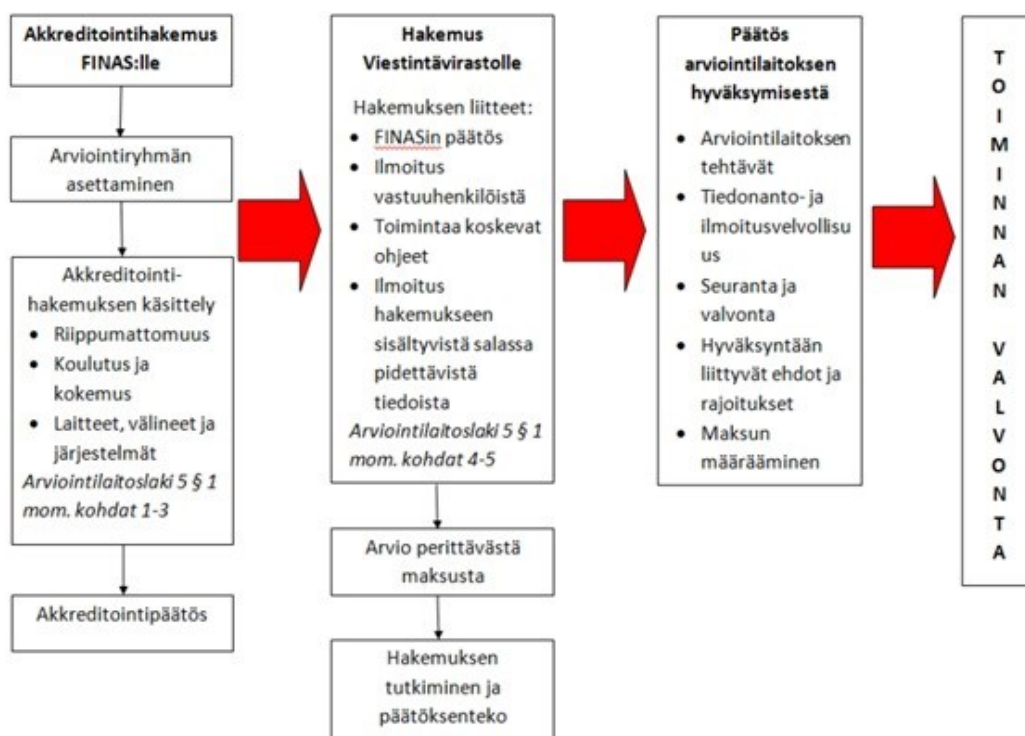 Akkreditointihakemus
FINAS:lle
Arviointiryhmän
asettaminen
Akkreditointi-
hakemuksen käsittely
• Riippumattomuus
• Koulutus ja
kokemus
• Laitteet, välineet ja
järjestelmät
Arviointilaitoslaki 5 § 1
mom. kohdat 1-3
Akkreditointipäätös
Hakemus
Viestintävirastolle
Hakemuksen liitteet:
• FINASin päätös
• Ilmoitus
vastuuhenkilöistä
• Toimintaa koskevat
ohjeet
• Ilmoitus
hakemukseen
sisältyvistä salassa
pidettävistä
tiedoista
Arviointilaitoslaki 5 § 1
mom. kohdat 4-5
Arvio perittävästä
maksusta
Hakemuksen
tutkiminen ja
päätöksenteko
Päätös
arviointilaitoksen
hyväksymisestä
• Arviointilaitoksen
tehtävät
• Tiedonanto- ja
ilmoitusvelvollisu
us
• Seuranta ja
valvonta
• Hyväksyntään
liittyvät ehdot ja
rajoitukset
• Maksun
määrääminen
TOIMINNAN VALVONTA